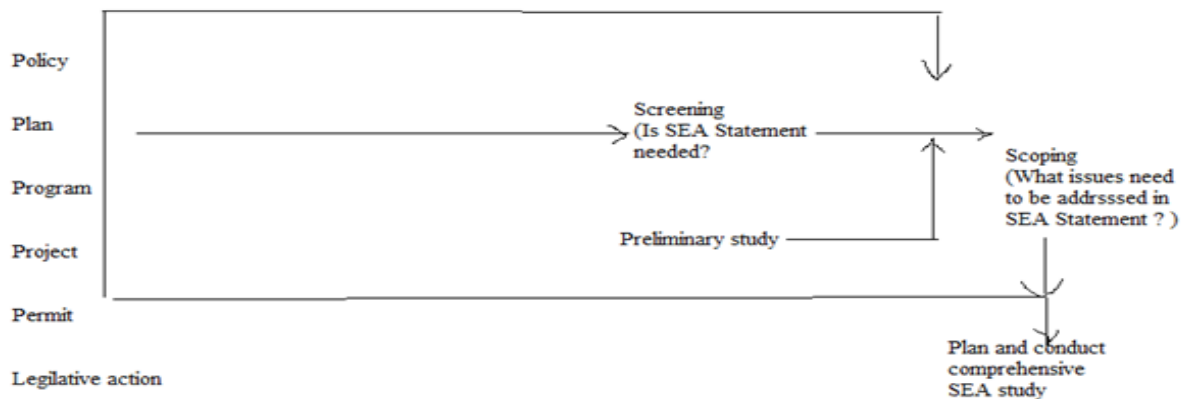 Policy
Plan
Program
Project
Permit
Legilative action
Screening
(Is SEA Statement
needed?
Preliminary study
Scoping
(What issues need
to be addrsssed in
SEA Statement ? )
Plan and conduct
comprehensive
SEA study